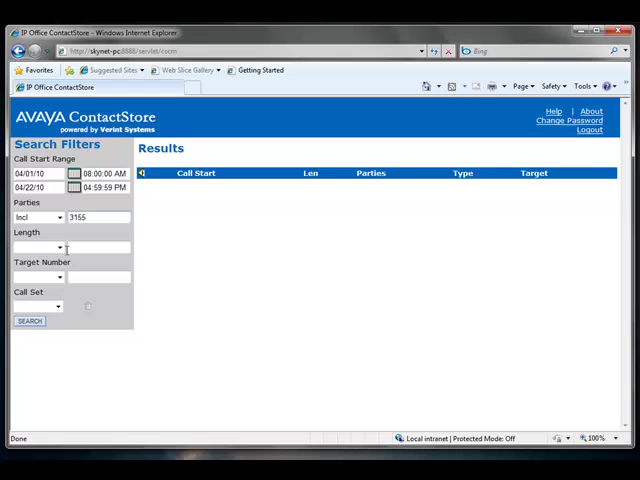 IP Office ContactStore - Windows Internet Explorer
http://skynet-pc:8888/servlet/cscm
Bing
Favorites
Suggested Sites
Web Slice Gallery
Getting Started
IP Office ContactStore
Page
Safety
Tools
AVAYA ContactStore
powered by Verint Systems
Help | About
Change Password
Logout
Search Filters
Call Start Range
04/01/10 08:00:00 AM
04/22/10 04:59:59 PM
Parties
Incl 3155
Length
Target Number
Call Set
SEARCH
Results
Call Start Len Parties Type Target
Done
Local intranet | Protected Mode: Off
100%